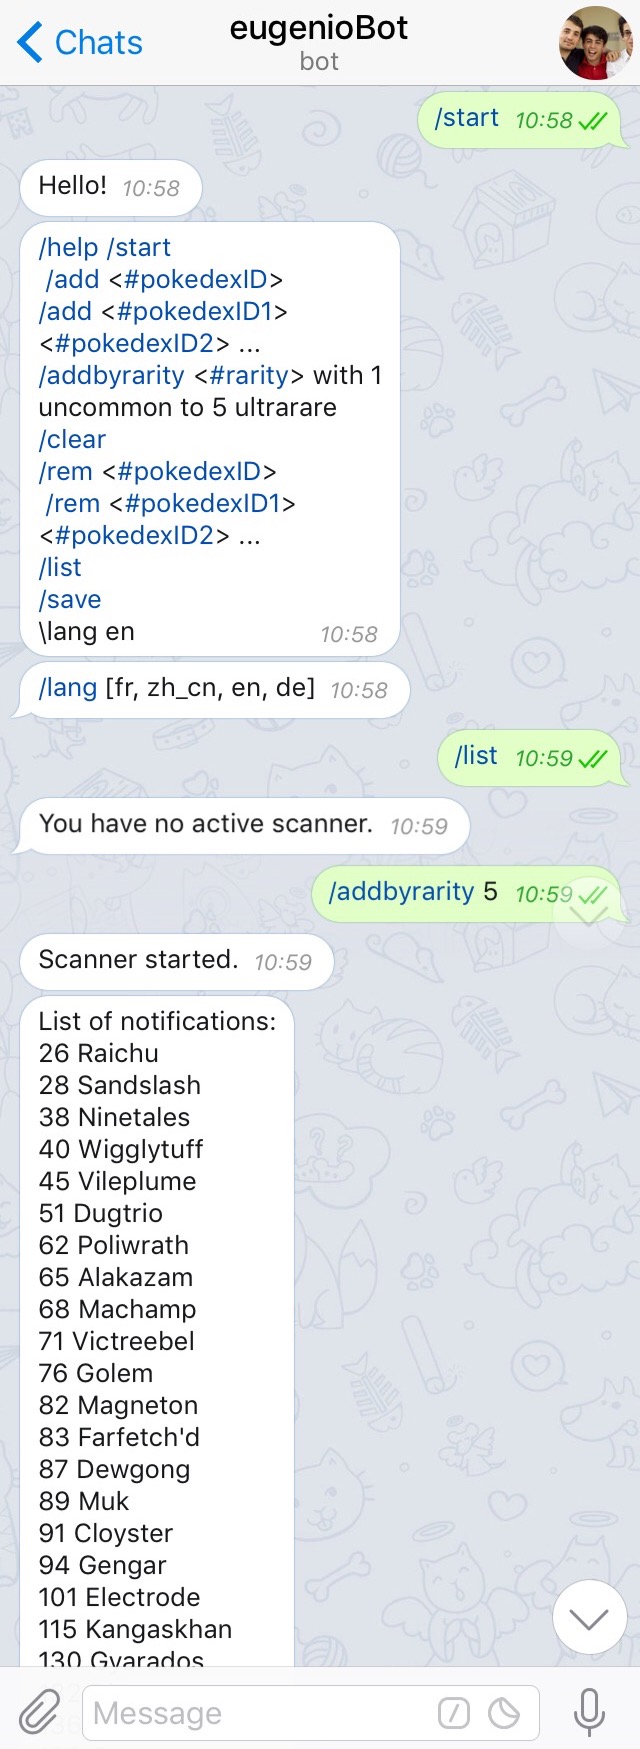 Chats
eugenioBot
bot
/start 10:58
Hello! 10:58
/help /start
/add <#pokedexID>
/add <#pokedexID1>
<#pokedexID2> ...
/addbyrarity <#rarity> with 1
uncommon to 5 ultrarare
/clear
/rem <#pokedexID>
/rem <#pokedexID1>
<#pokedexID2> ...
/list
/save
\lang en 10:58
/lang [fr, zh_cn, en, de] 10:58
/list 10:59
You have no active scanner. 10:59
/addbyrarity 5 10:59
Scanner started. 10:59
List of notifications:
26 Raichu
28 Sandslash
38 Ninetales
40 Wigglytuff
45 Vileplume
51 Dugtrio
62 Poliwrath
65 Alakazam
68 Machamp
71 Victreebel
76 Golem
82 Magneton
83 Farfetch'd
87 Dewgong
89 Muk
91 Cloyster
94 Gengar
101 Electrode
115 Kangaskhan
130 Gyarados
Message